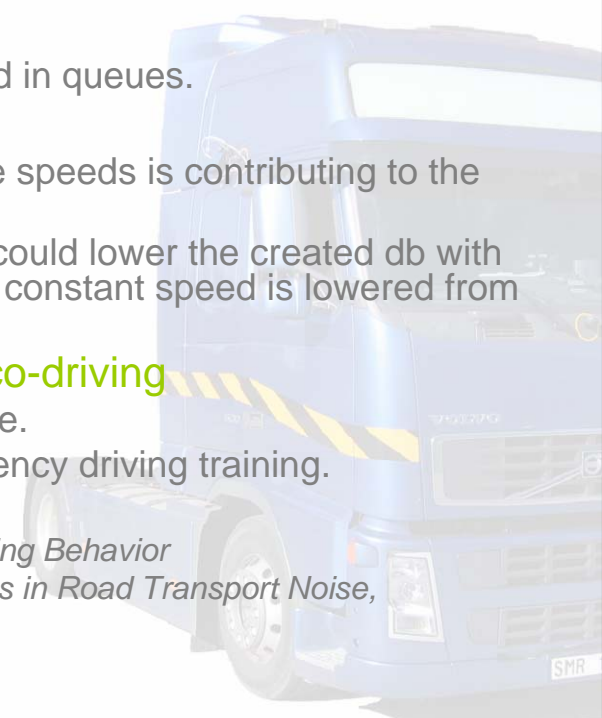 d in queues.
e speeds is contributing to the
could lower the created db with
constant speed is lowered from
co-driving
e.
ency driving training.
ing Behavior
s in Road Transport Noise,
VOLVO
SMR